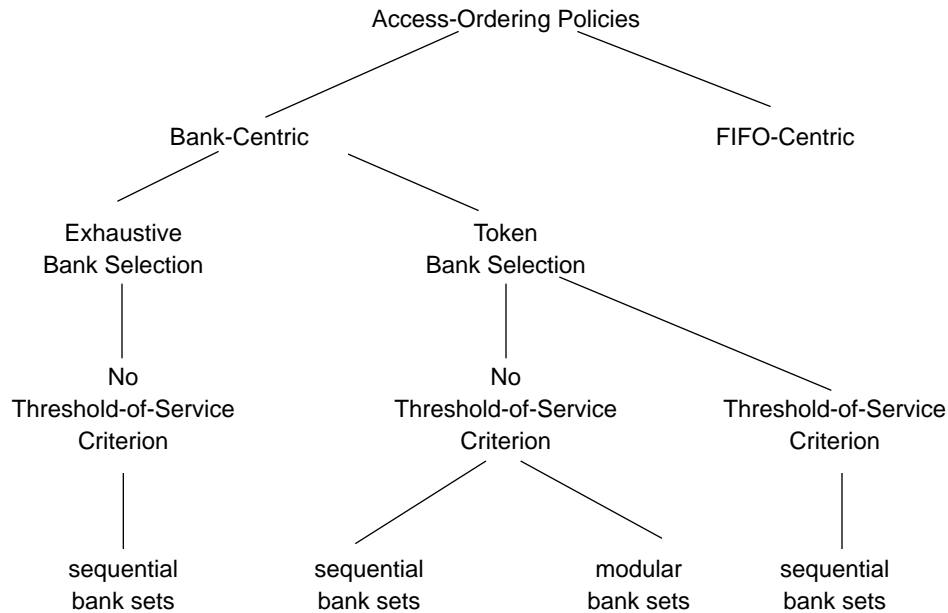 Access-Ordering Policies
Bank-Centric
FIFO-Centric
Exhaustive
Bank Selection
Token
Bank Selection
No
Threshold-of-Service
Criterion
No
Threshold-of-Service
Criterion
Threshold-of-Service
Criterion
sequential
bank sets
sequential
bank sets
modular
bank sets
sequential
bank sets